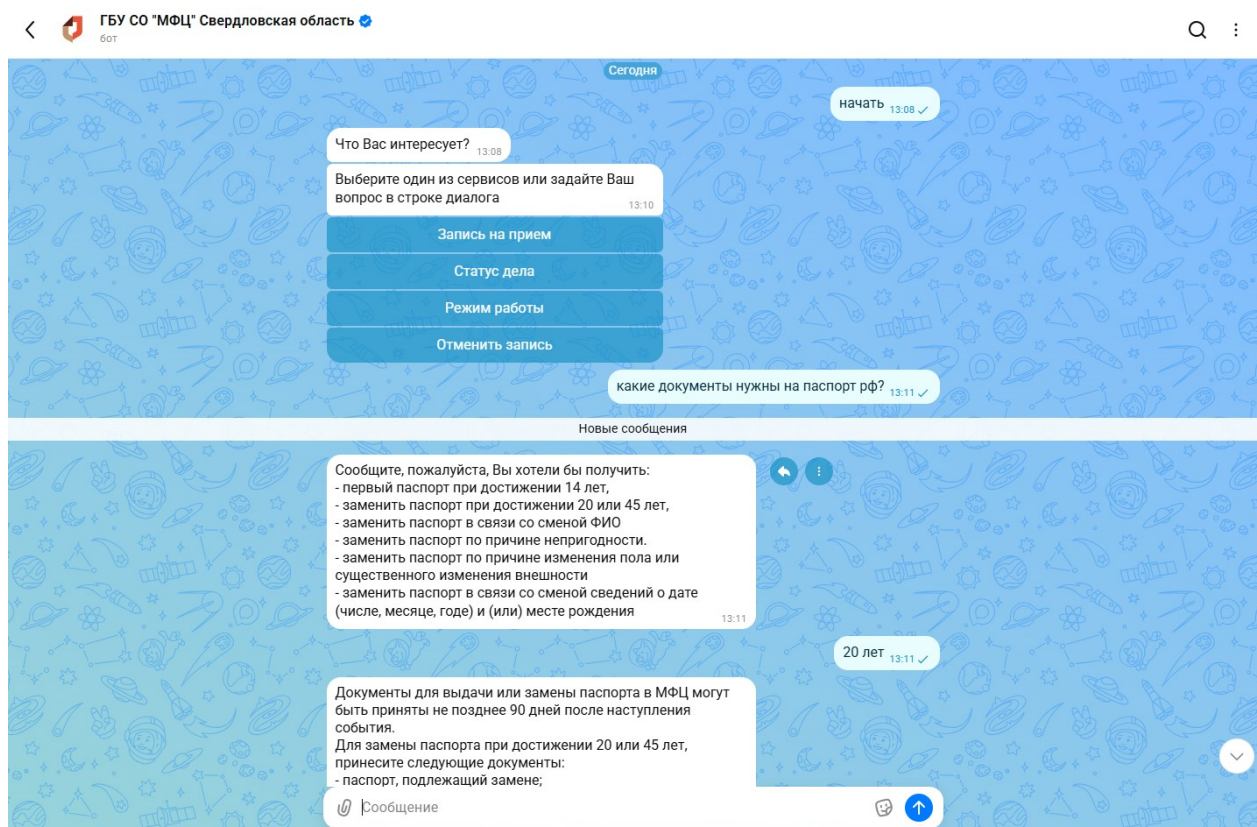 ГБУ СО "МФЦ" Свердловская область
бот
Сегодня
начать 13:08
Что Вас интересует? 13:08
Выберите один из сервисов или задайте Ваш
вопрос в строке диалога 13:10
Запись на прием
Статус дела
Режим работы
Отменить запись
какие документы нужны на паспорт рф? 13:11
Новые сообщения
Сообщите, пожалуйста, Вы хотели бы получить:
- первый паспорт при достижении 14 лет,
- заменить паспорт при достижении 20 или 45 лет,
- заменить паспорт в связи со сменой ФИО
- заменить паспорт по причине непригодности.
- заменить паспорт по причине изменения пола или
существенного изменения внешности
- заменить паспорт в связи со сменой сведений о дате
(числе, месяце, годе) и (или) месте рождения 13:11
20 лет 13:11
Документы для выдачи или замены паспорта в МФЦ могут
быть приняты не позднее 90 дней после наступления
события.
Для замены паспорта при достижении 20 или 45 лет,
принесите следующие документы:
- паспорт, подлежащий замене;
Сообщение